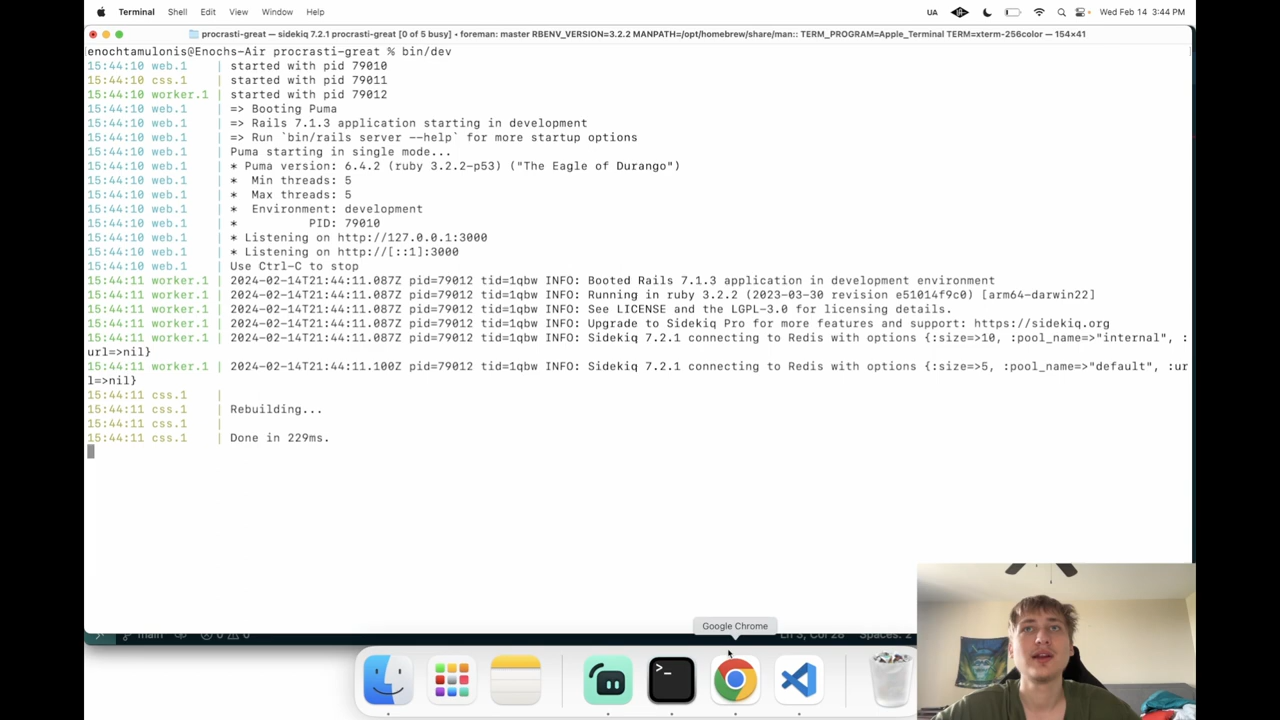 Terminal Shell Edit View Window Help UA Wed Feb 14 3:44 PM
procrasti-great — sidekiq 7.2.1 procrasti-great [0 of 5 busy] • foreman: master RBENV_VERSION=3.2.2 MANPATH=/opt/homebrew/share/man:: TERM_PROGRAM=Apple_Terminal TERM=xterm-256color — 154×41
enochtamulonis@Enochs-Air procrasti-great % bin/dev
15:44:10 web.1    | started with pid 79010
15:44:10 css.1    | started with pid 79011
15:44:10 worker.1 | started with pid 79012
15:44:10 web.1    | => Booting Puma
15:44:10 web.1    | => Rails 7.1.3 application starting in development
15:44:10 web.1    | => Run `bin/rails server --help` for more startup options
15:44:10 web.1    | Puma starting in single mode...
15:44:10 web.1    | * Puma version: 6.4.2 (ruby 3.2.2-p53) ("The Eagle of Durango")
15:44:10 web.1    | *  Min threads: 5
15:44:10 web.1    | *  Max threads: 5
15:44:10 web.1    | *  Environment: development
15:44:10 web.1    | *          PID: 79010
15:44:10 web.1    | * Listening on http://127.0.0.1:3000
15:44:10 web.1    | * Listening on http://[::1]:3000
15:44:10 web.1    | Use Ctrl-C to stop
15:44:11 worker.1 | 2024-02-14T21:44:11.087Z pid=79012 tid=1qbw INFO: Booted Rails 7.1.3 application in development environment
15:44:11 worker.1 | 2024-02-14T21:44:11.087Z pid=79012 tid=1qbw INFO: Running in ruby 3.2.2 (2023-03-30 revision e51014f9c0) [arm64-darwin22]
15:44:11 worker.1 | 2024-02-14T21:44:11.087Z pid=79012 tid=1qbw INFO: See LICENSE and the LGPL-3.0 for licensing details.
15:44:11 worker.1 | 2024-02-14T21:44:11.087Z pid=79012 tid=1qbw INFO: Upgrade to Sidekiq Pro for more features and support: https://sidekiq.org
15:44:11 worker.1 | 2024-02-14T21:44:11.087Z pid=79012 tid=1qbw INFO: Sidekiq 7.2.1 connecting to Redis with options {:size=>10, :pool_name=>"internal", :
url=>nil}
15:44:11 worker.1 | 2024-02-14T21:44:11.100Z pid=79012 tid=1qbw INFO: Sidekiq 7.2.1 connecting to Redis with options {:size=>5, :pool_name=>"default", :ur
l=>nil}
15:44:11 css.1    |
15:44:11 css.1    | Rebuilding...
15:44:11 css.1    |
15:44:11 css.1    | Done in 229ms.
Google Chrome
main 0 0 Ln 3, Col 28 Spaces: 2